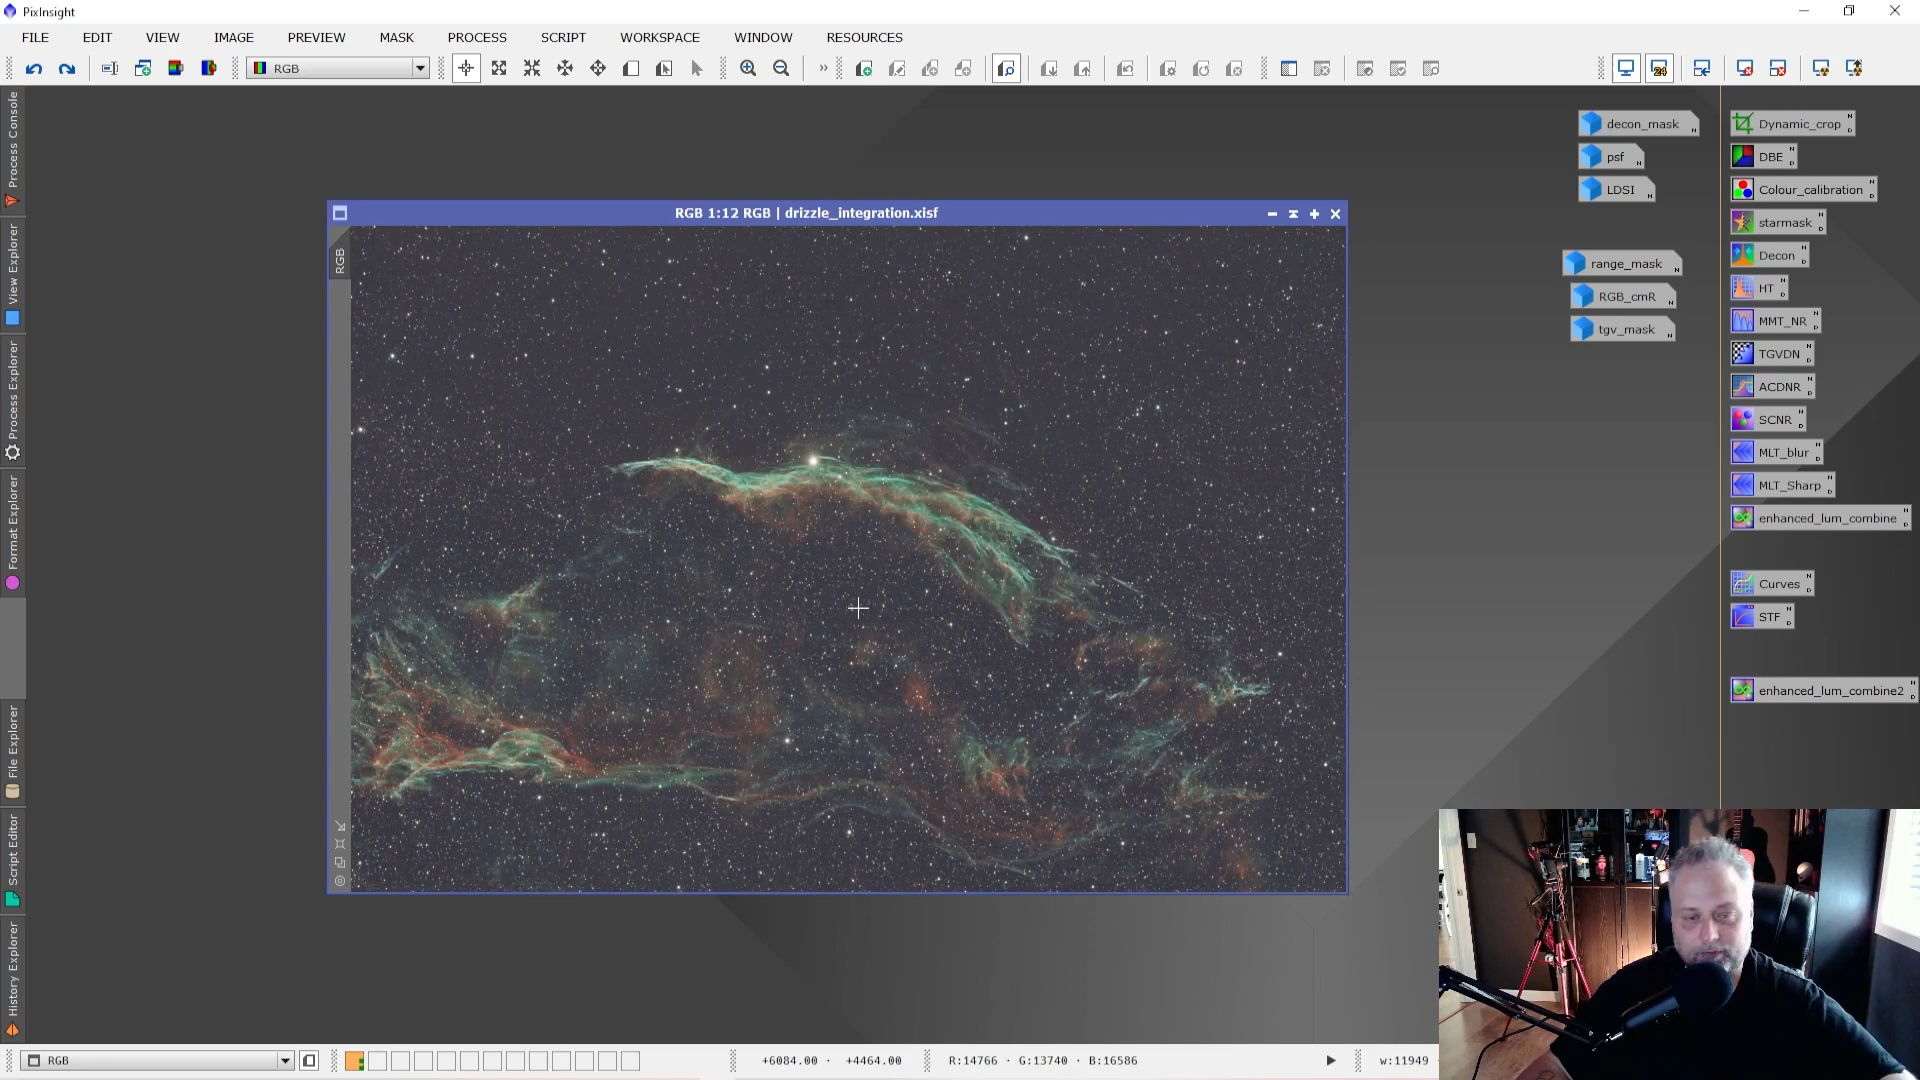 PixInsight
FILE EDIT VIEW IMAGE PREVIEW MASK PROCESS SCRIPT WORKSPACE WINDOW RESOURCES
RGB
Process Console
View Explorer
Process Explorer
Format Explorer
File Explorer
Script Editor
History Explorer
RGB 1:12 RGB | drizzle_integration.xisf
RGB
decon_mask
psf
LDSI
range_mask
RGB_cmR
tgv_mask
Dynamic_crop
DBE
Colour_calibration
starmask
Decon
HT
MMT_NR
TGVDN
ACDNR
SCNR
MLT_blur
MLT_Sharp
enhanced_lum_combine
Curves
STF
enhanced_lum_combine2
RGB
+6084.00 · +4464.00
R:14766 · G:13740 · B:16586
w:11949